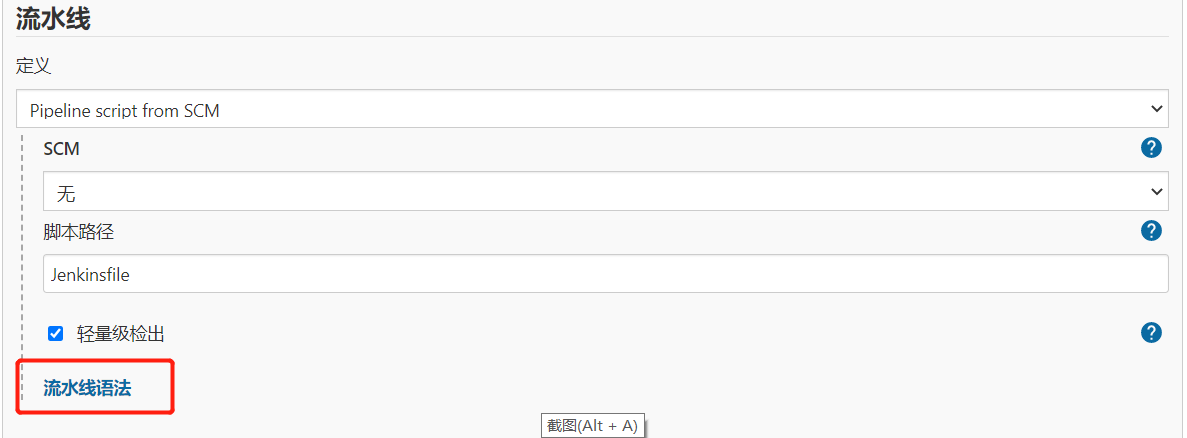 流水线
定义
Pipeline script from SCM
SCM
无
脚本路径
Jenkinsfile
轻量级检出
流水线语法
截图(Alt + A)